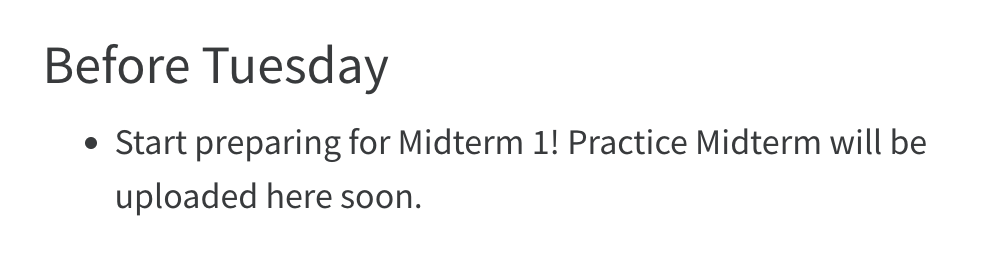 Before Tuesday
• Start preparing for Midterm 1! Practice Midterm will be
uploaded here soon.